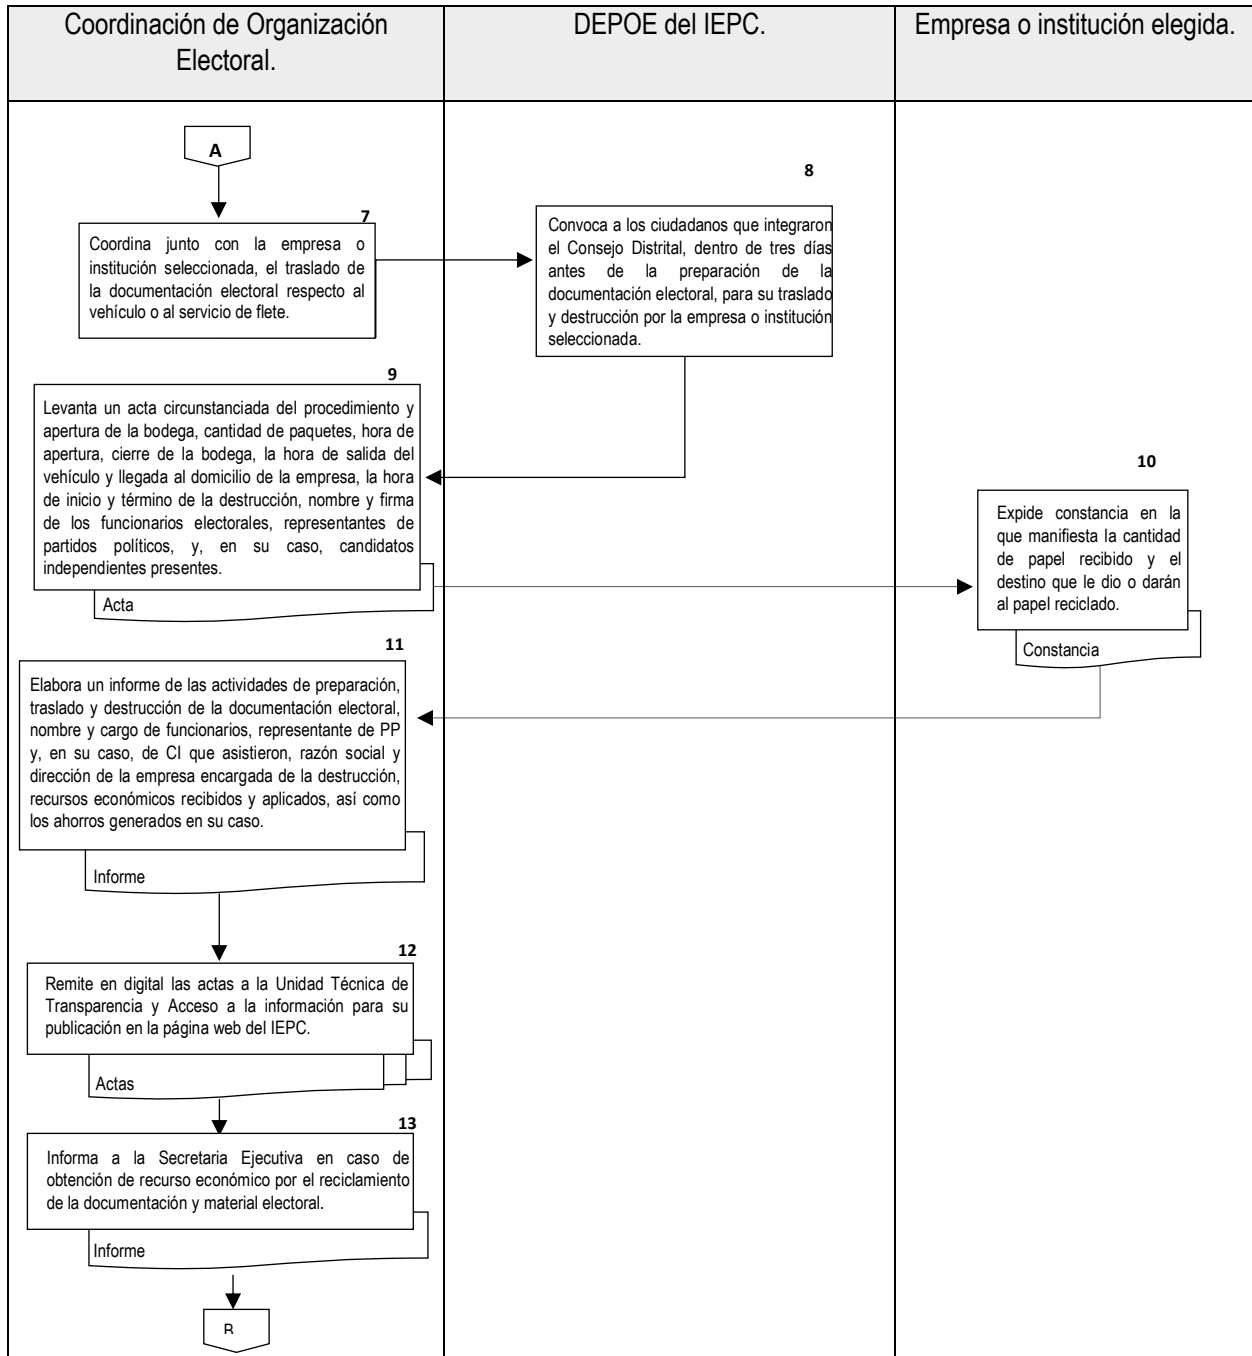 Coordinación de Organización
Electoral.
DEPOE del IEPC.
Empresa o institución elegida.
A
7
Coordina junto con la empresa o
institución seleccionada, el traslado de
la documentación electoral respecto al
vehículo o al servicio de flete.
8
Convoca a los ciudadanos que integraron
el Consejo Distrital, dentro de tres días
antes de la preparación de la
documentación electoral, para su traslado
y destrucción por la empresa o institución
seleccionada.
9
Levanta un acta circunstanciada del procedimiento y
apertura de la bodega, cantidad de paquetes, hora de
apertura, cierre de la bodega, la hora de salida del
vehículo y llegada al domicilio de la empresa, la hora
de inicio y término de la destrucción, nombre y firma
de los funcionarios electorales, representantes de
partidos políticos, y, en su caso, candidatos
independientes presentes.
Acta
10
Expide constancia en la
que manifiesta la cantidad
de papel recibido y el
destino que le dio o darán
al papel reciclado.
Constancia
11
Elabora un informe de las actividades de preparación,
traslado y destrucción de la documentación electoral,
nombre y cargo de funcionarios, representante de PP
y, en su caso, de CI que asistieron, razón social y
dirección de la empresa encargada de la destrucción,
recursos económicos recibidos y aplicados, así como
los ahorros generados en su caso.
Informe
12
Remite en digital las actas a la Unidad Técnica de
Transparencia y Acceso a la información para su
publicación en la página web del IEPC.
Actas
13
Informa a la Secretaria Ejecutiva en caso de
obtención de recurso económico por el reciclamiento
de la documentación y material electoral.
Informe
B